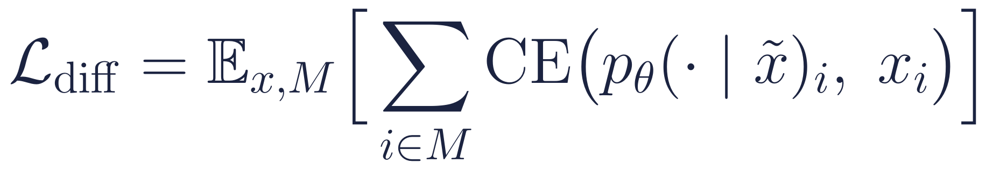 ℒ_diff = 𝔼_{x,M} [ ∑_{i∈M} CE(p_θ(· | x̃)_i, x_i) ]